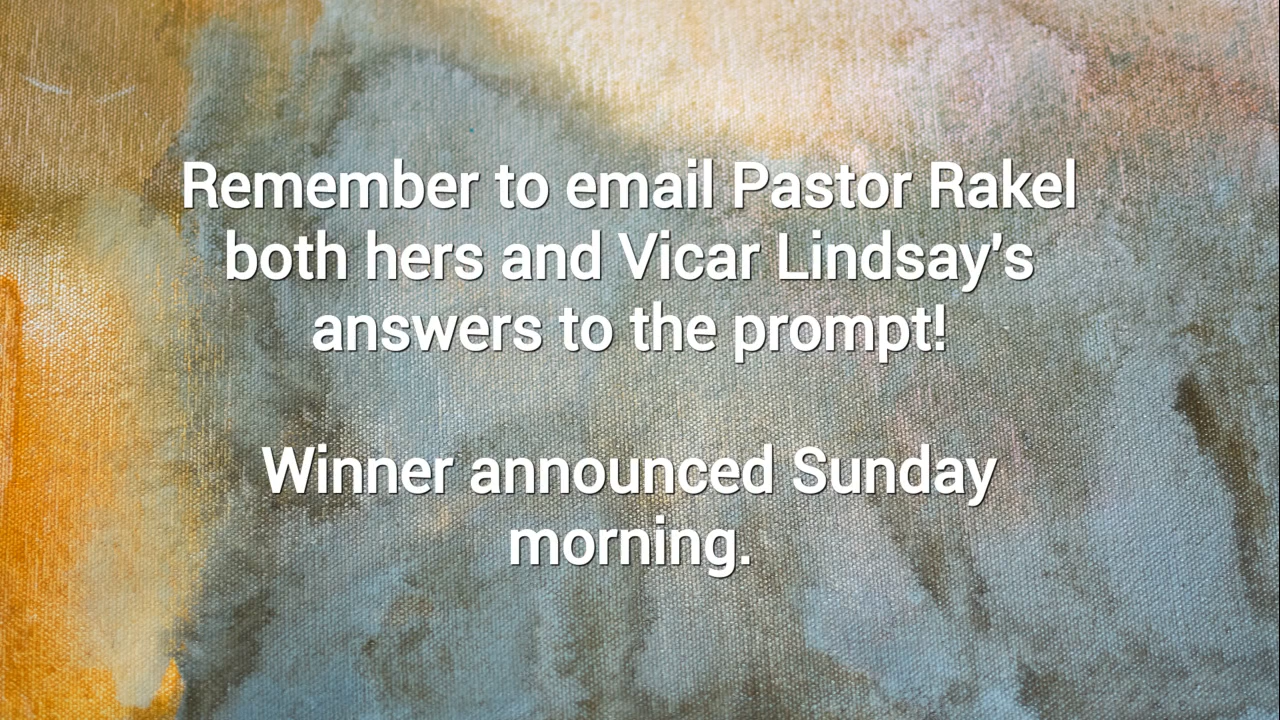 Remember to email Pastor Rakel
both hers and Vicar Lindsay's
answers to the prompt!
Winner announced Sunday
morning.